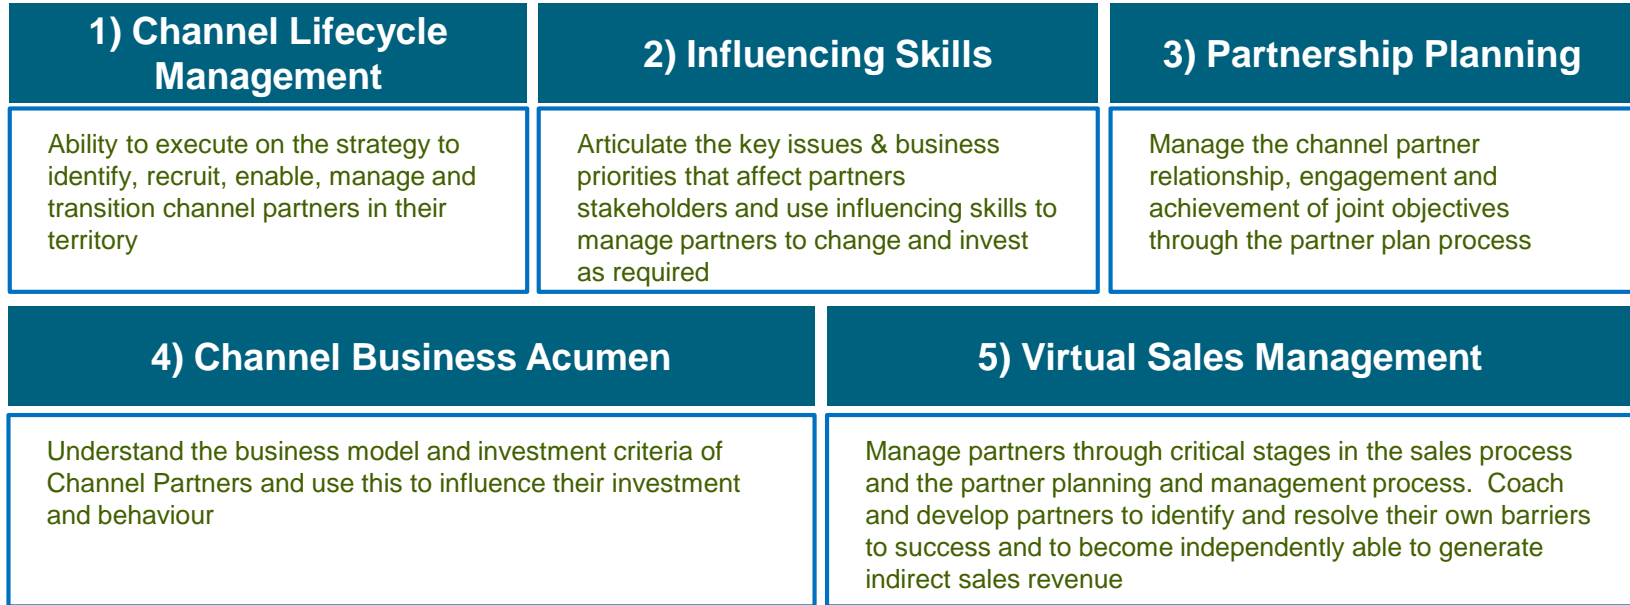 1) Channel Lifecycle
Management
Ability to execute on the strategy to
identify, recruit, enable, manage and
transition channel partners in their
territory
2) Influencing Skills
Articulate the key issues & business
priorities that affect partners
stakeholders and use influencing skills to
manage partners to change and invest
as required
3) Partnership Planning
Manage the channel partner
relationship, engagement and
achievement of joint objectives
through the partner plan process
4) Channel Business Acumen
Understand the business model and investment criteria of
Channel Partners and use this to influence their investment
and behaviour
5) Virtual Sales Management
Manage partners through critical stages in the sales process
and the partner planning and management process.  Coach
and develop partners to identify and resolve their own barriers
to success and to become independently able to generate
indirect sales revenue